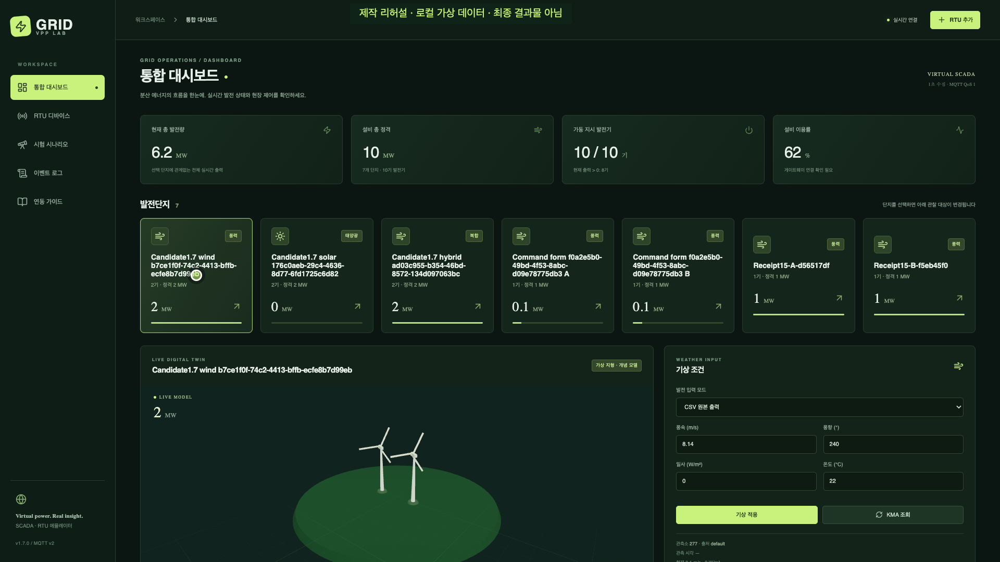 GRID
VPP LAB
WORKSPACE
통합 대시보드
RTU 디바이스
시험 시나리오
이벤트 로그
연동 가이드
Virtual power. Real insight.
SCADA · RTU 에뮬레이터
v1.7.0 / MQTT v2
워크스페이스
통합 대시보드
제작 리허설 · 로컬 가상 데이터 · 최종 결과물 아님
실시간 연결
RTU 추가
GRID OPERATIONS / DASHBOARD
통합 대시보드
분산 에너지의 흐름을 한눈에. 실시간 발전 상태와 현장 제어를 확인하세요.
VIRTUAL SCADA
1초 수집 · MQTT QoS 1
현재 총 발전량
6.2 MW
선택 단지에 관계없는 전체 실시간 출력
설비 총 정격
10 MW
7개 단지 · 10기 발전기
가동 지시 발전기
10 / 10 기
현재 출력 > 0: 8기
설비 이용률
62 %
게이트웨이 연결 확인 필요
발전단지 7
단지를 선택하면 아래 관찰 대상이 변경됩니다
풍력
Candidate1.7 wind
b7ce1f0f-74c2-4413-bffb-
ecfe8b7d99eb
2기 · 정격 2 MW
2 MW
태양광
Candidate1.7 solar
176c0aeb-29c4-4636-
8d77-6fd1725c6d82
2기 · 정격 2 MW
0 MW
복합
Candidate1.7 hybrid
ad03c955-b354-46bd-
8572-134d097063bc
2기 · 정격 2 MW
2 MW
풍력
Command form f0a2e5b0-
49bd-4f53-8abc-
d09e78775db3 A
1기 · 정격 1 MW
0.1 MW
풍력
Command form f0a2e5b0-
49bd-4f53-8abc-
d09e78775db3 B
1기 · 정격 1 MW
0.1 MW
풍력
Receipt15-A-d56517df
1기 · 정격 1 MW
1 MW
풍력
Receipt15-B-f5eb45f0
1기 · 정격 1 MW
1 MW
LIVE DIGITAL TWIN
Candidate1.7 wind b7ce1f0f-74c2-4413-bffb-ecfe8b7d99eb
가상 지형 · 개념 모델
LIVE MODEL
2 MW
WEATHER INPUT
기상 조건
발전 입력 모드
CSV 원본 출력
풍속 (m/s)
풍향 (°)
8.14
240
일사 (W/m²)
온도 (°C)
0
22
기상 적용
KMA 조회
관측소 277 · 출처 default
관측 시각 —